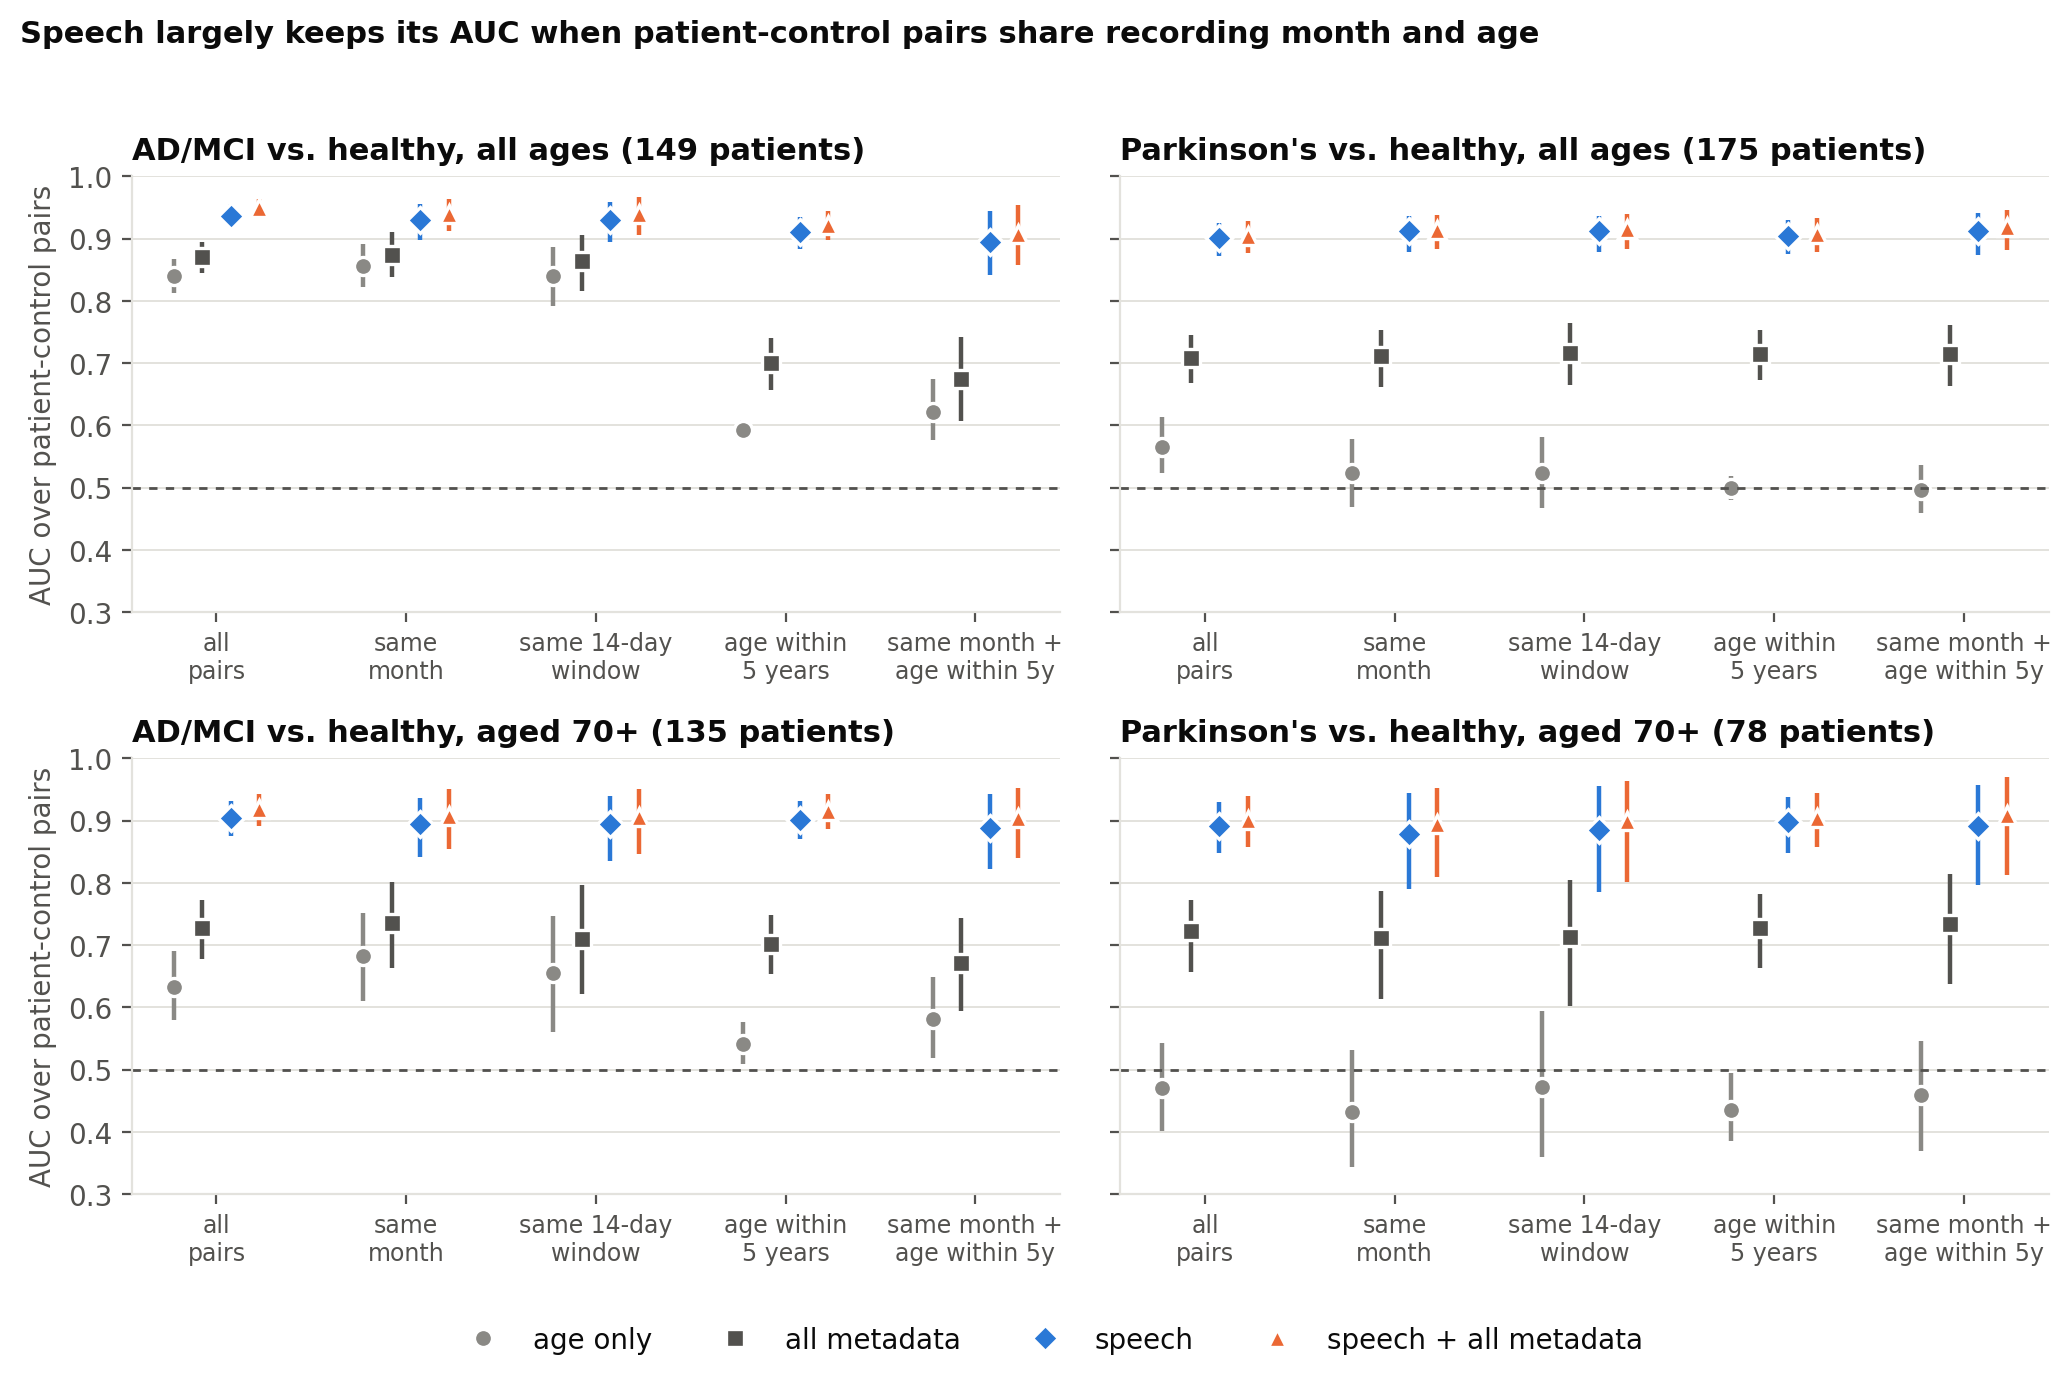 Speech largely keeps its AUC when patient-control pairs share recording month and age
AD/MCI vs. healthy, all ages (149 patients)
AUC over patient-control pairs
1.0
0.9
0.8
0.7
0.6
0.5
0.4
0.3
all
pairs
same
month
same 14-day
window
age within
5 years
same month +
age within 5y
Parkinson's vs. healthy, all ages (175 patients)
all
pairs
same
month
same 14-day
window
age within
5 years
same month +
age within 5y
AD/MCI vs. healthy, aged 70+ (135 patients)
AUC over patient-control pairs
1.0
0.9
0.8
0.7
0.6
0.5
0.4
0.3
all
pairs
same
month
same 14-day
window
age within
5 years
same month +
age within 5y
Parkinson's vs. healthy, aged 70+ (78 patients)
all
pairs
same
month
same 14-day
window
age within
5 years
same month +
age within 5y
age only
all metadata
speech
speech + all metadata